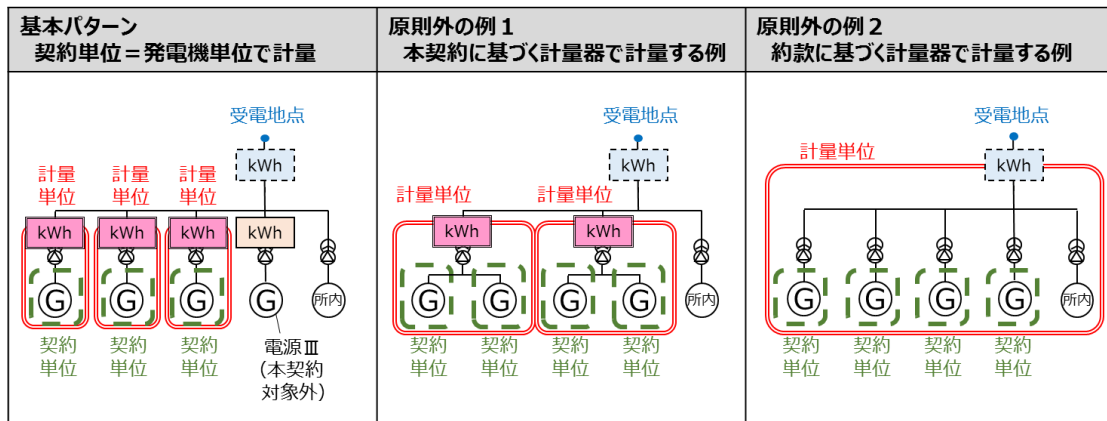 基本パターン
契約単位＝発電機単位で計量
受電地点
kWh
計量
単位
計量
単位
計量
単位
kWh
kWh
kWh
kWh
G
G
G
G
所内
契約
単位
契約
単位
契約
単位
電源Ⅲ
（本契約
対象外）
原則外の例１
本契約に基づく計量器で計量する例
受電地点
kWh
計量単位
計量単位
kWh
kWh
G
G
G
G
所内
契約
単位
契約
単位
契約
単位
契約
単位
原則外の例２
約款に基づく計量器で計量する例
受電地点
計量単位
kWh
G
G
G
G
所内
契約
単位
契約
単位
契約
単位
契約
単位